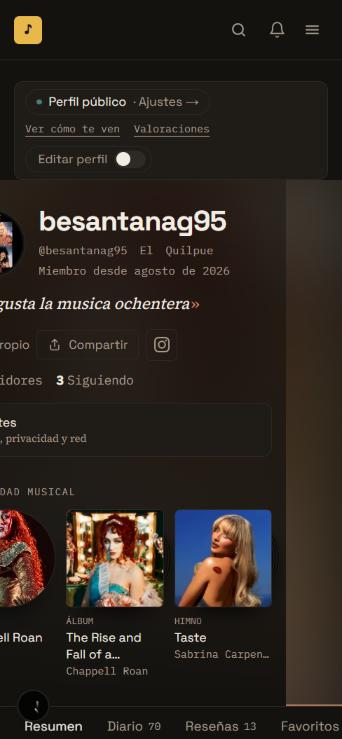 Perfil público · Ajustes →
Ver cómo te ven Valoraciones
Editar perfil
besantanag95
@besantanag95 El Quilpue
Miembro desde agosto de 2026
gusta la musica ochentera»
ropio Compartir
idores 3 Siguiendo
tes
, privacidad y red
DAD MUSICAL
ell Roan
ÁLBUM
The Rise and
Fall of a…
Chappell Roan
HIMNO
Taste
Sabrina Carpen…
Resumen Diario 70 Reseñas 13 Favoritos